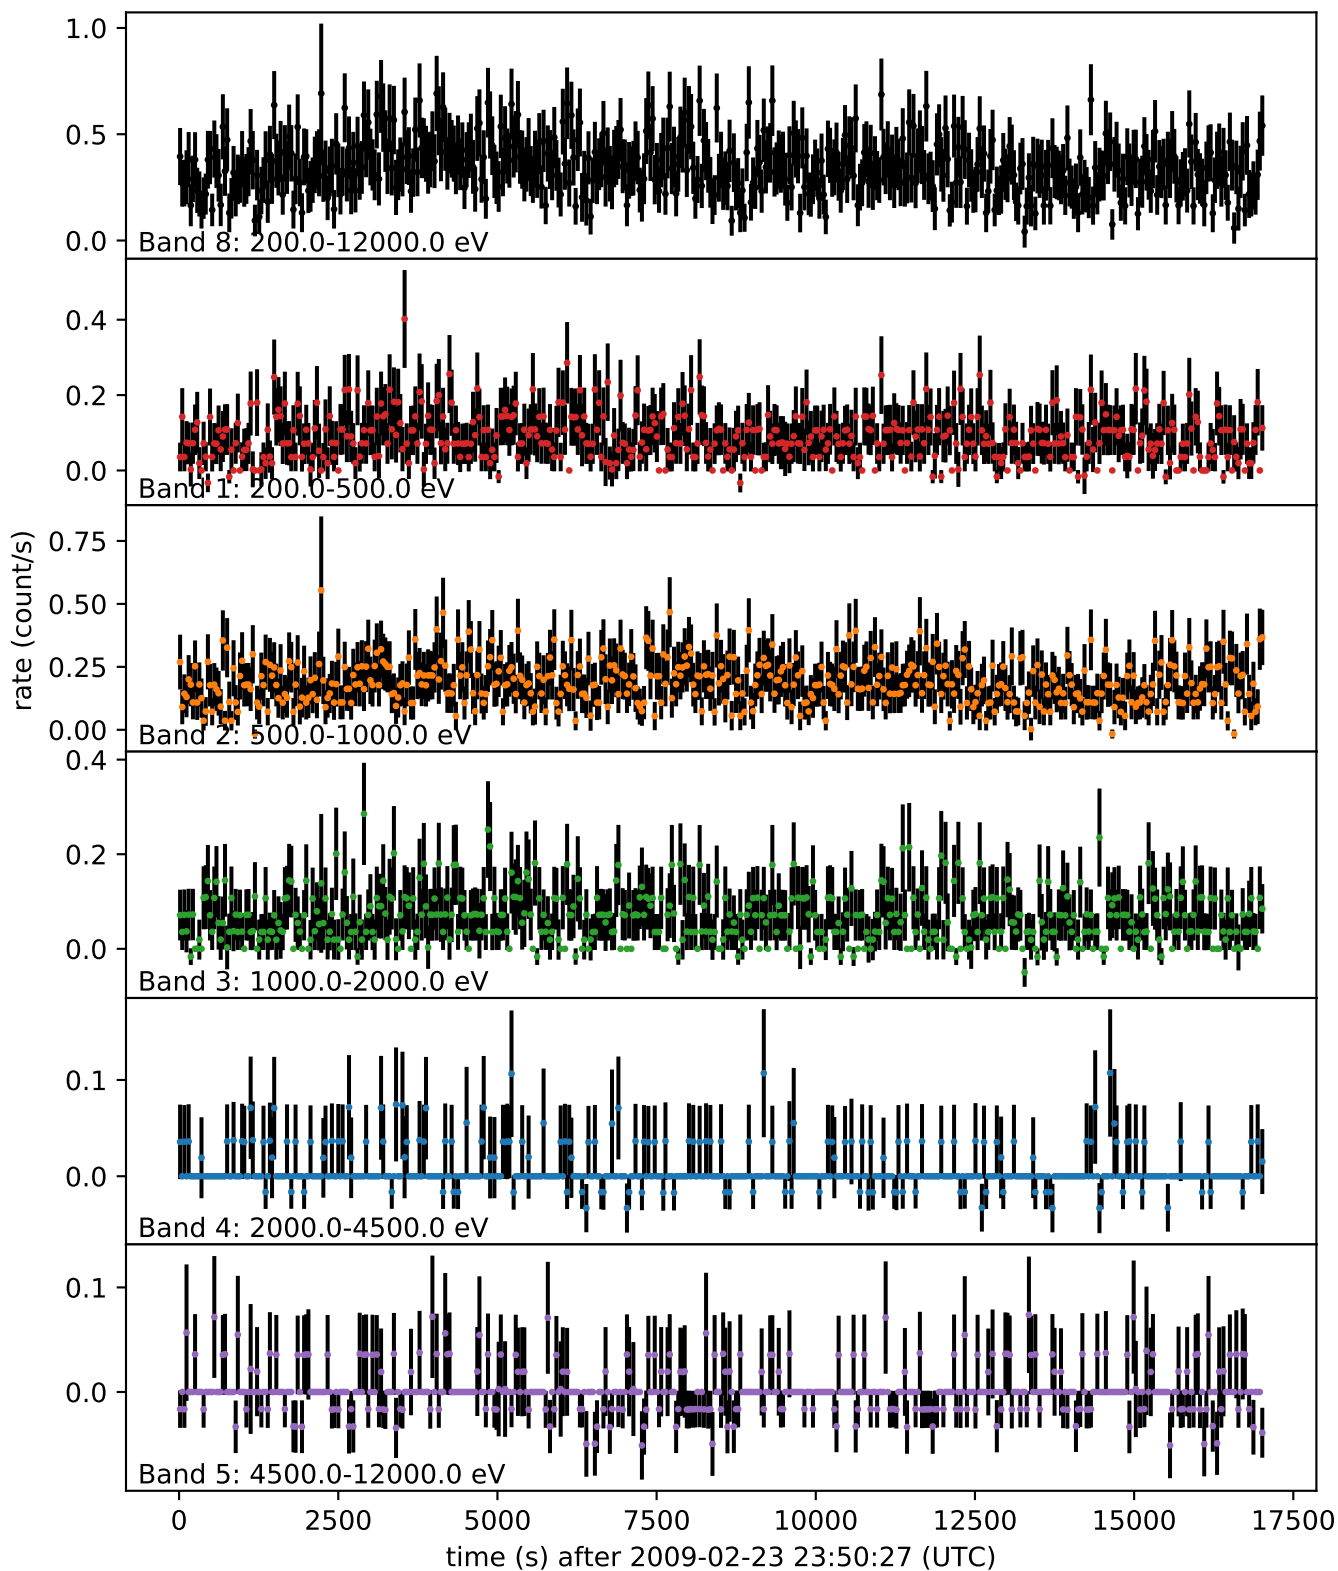 1.0
0.5
0.0
Band 8: 200.0-12000.0 eV
0.4
0.2
0.0
Band 1: 200.0-500.0 eV
rate (count/s)
0.75
0.50
0.25
0.00
Band 2: 500.0-1000.0 eV
0.4
0.2
0.0
Band 3: 1000.0-2000.0 eV
0.1
0.0
Band 4: 2000.0-4500.0 eV
0.1
0.0
Band 5: 4500.0-12000.0 eV
0 2500 5000 7500 10000 12500 15000 17500
time (s) after 2009-02-23 23:50:27 (UTC)